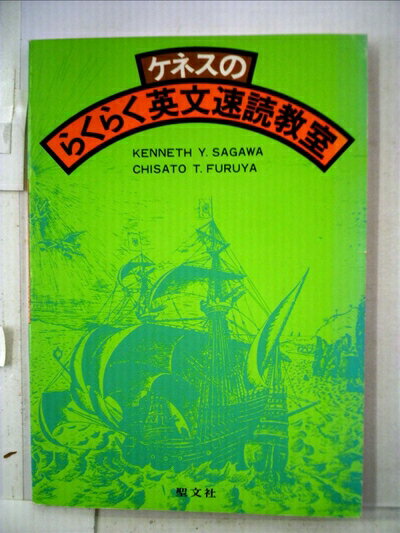 ケネスの
らくらく英文速読教室
KENNETH Y. SAGAWA
CHISATO T. FURUYA
聖文社